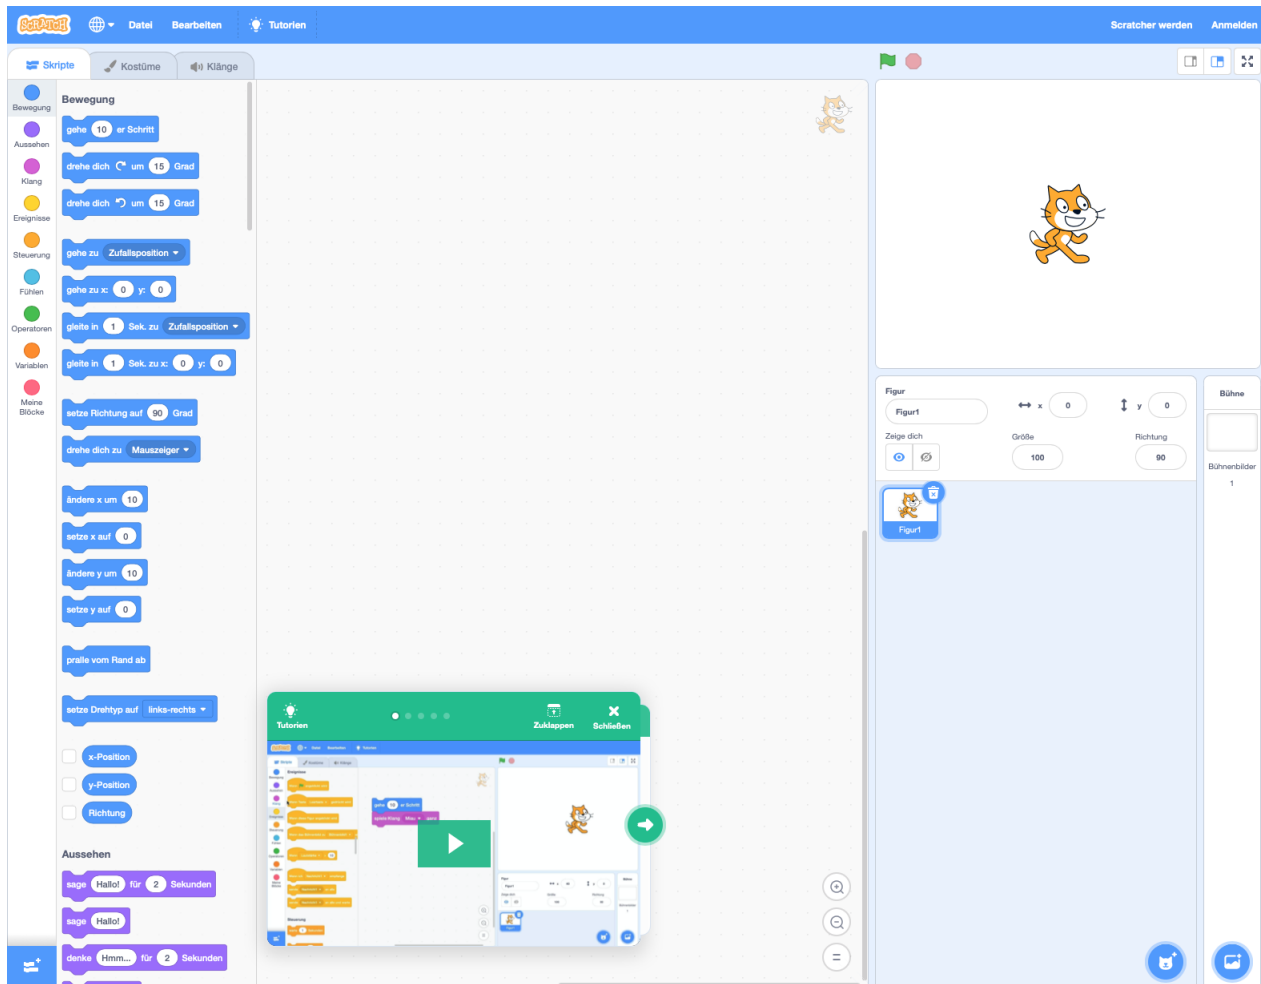 SCRATCH
Datei
Bearbeiten
Tutorien
Scratcher werden
Anmelden
Skripte
Kostüme
Klänge
Bewegung
Aussehen
Klang
Ereignisse
Steuerung
Fühlen
Operatoren
Variablen
Meine
Blöcke
Bewegung
gehe 10 er Schritt
drehe dich um 15 Grad
drehe dich um 15 Grad
gehe zu Zufallsposition
gehe zu x: 0 y: 0
gleite in 1 Sek. zu Zufallsposition
gleite in 1 Sek. zu x: 0 y: 0
setze Richtung auf 90 Grad
drehe dich zu Mauszeiger
ändere x um 10
setze x auf 0
ändere y um 10
setze y auf 0
pralle vom Rand ab
setze Drehtyp auf links-rechts
x-Position
y-Position
Richtung
Aussehen
sage Hallo! für 2 Sekunden
sage Hallo!
denke Hmm... für 2 Sekunden
Tutorien
Zuklappen
Schließen
Figur
Figur1
x 0
y 0
Zeige dich
Größe
100
Richtung
90
Figur1
Bühne
Bühnenbilder
1